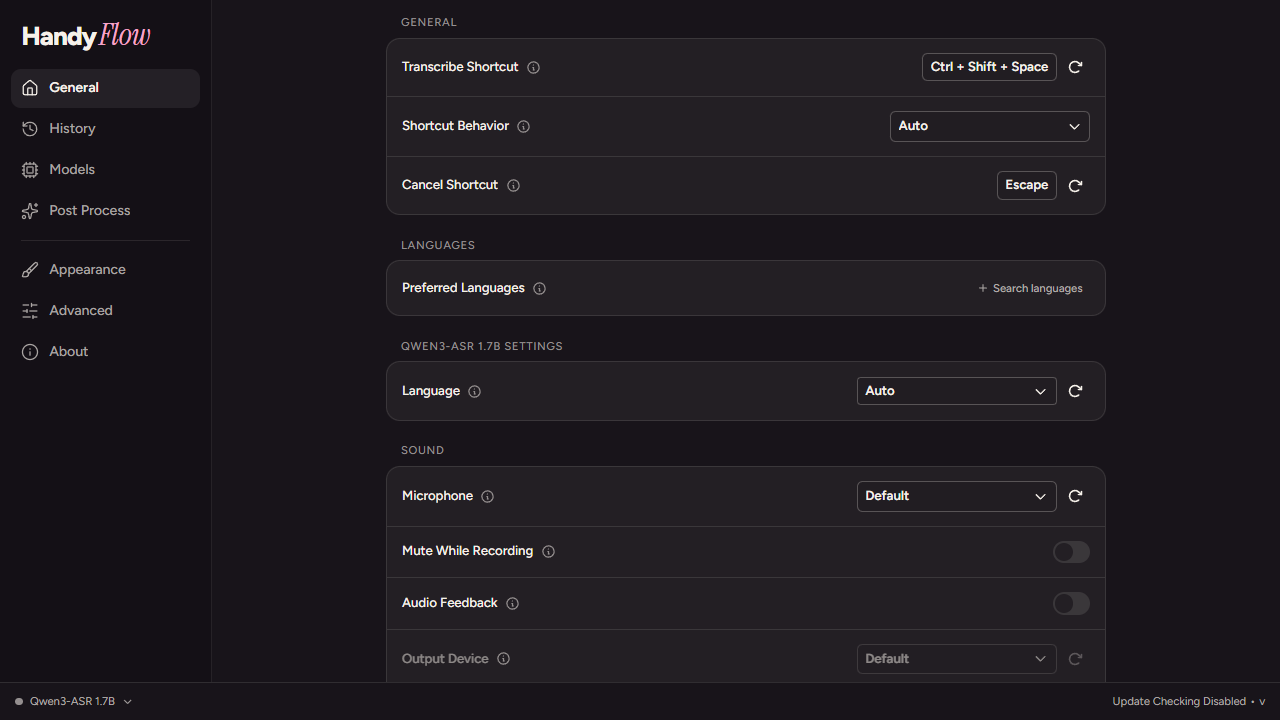 Handy Flow
General
History
Models
Post Process
Appearance
Advanced
About
GENERAL
Transcribe Shortcut
Ctrl + Shift + Space
Shortcut Behavior
Auto
Cancel Shortcut
Escape
LANGUAGES
Preferred Languages
+ Search languages
QWEN3-ASR 1.7B SETTINGS
Language
Auto
SOUND
Microphone
Default
Mute While Recording
Audio Feedback
Output Device
Default
Qwen3-ASR 1.7B
Update Checking Disabled • v